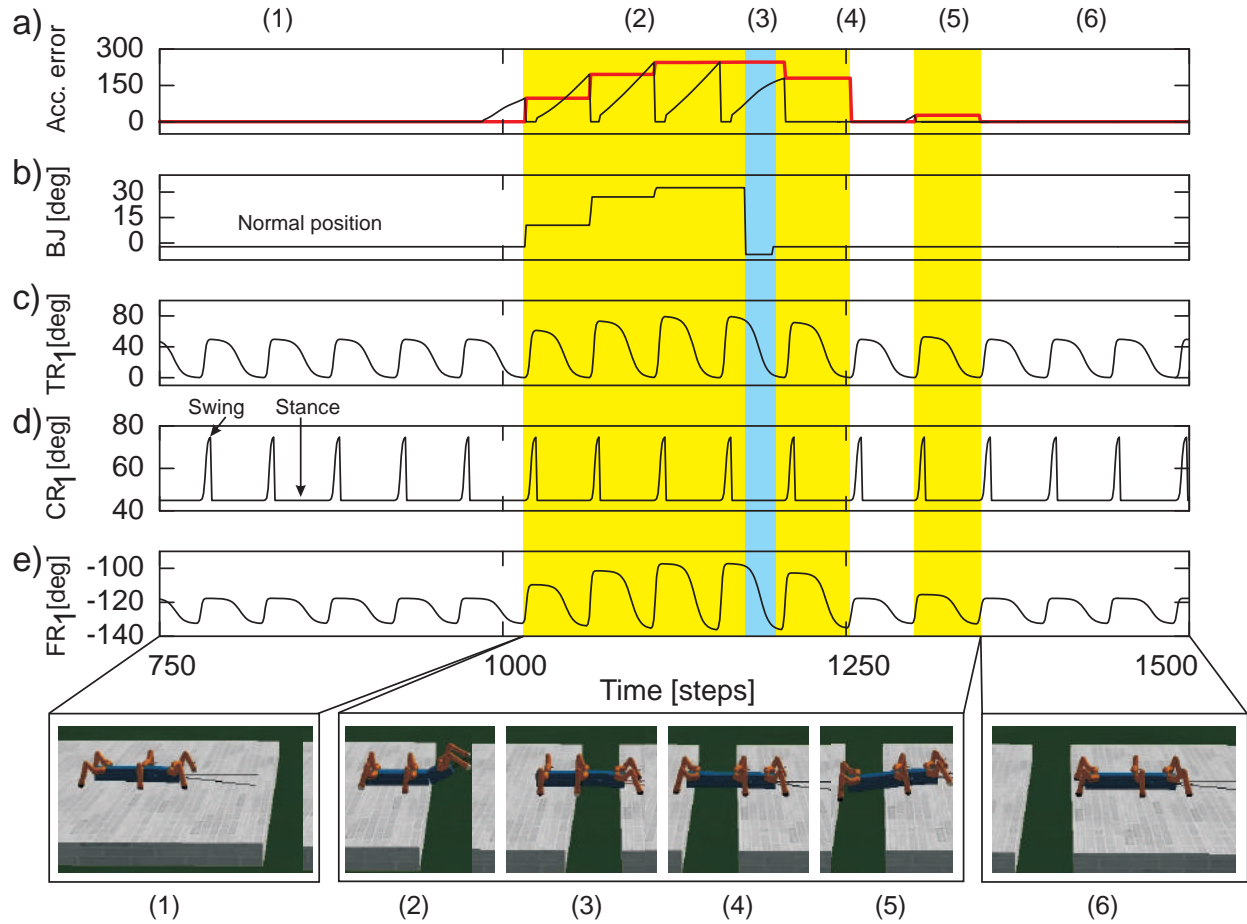 (1) (2) (3) (4) (5) (6)
a)
Acc. error
300
150
0
b)
BJ [deg]
30
15
0
Normal position
c)
TR1 [deg]
80
40
0
d)
CR1 [deg]
80
60
40
Swing Stance
e)
FR1 [deg]
-100
-120
-140
750 1000 1250 1500
Time [steps]
(1) (2) (3) (4) (5) (6)